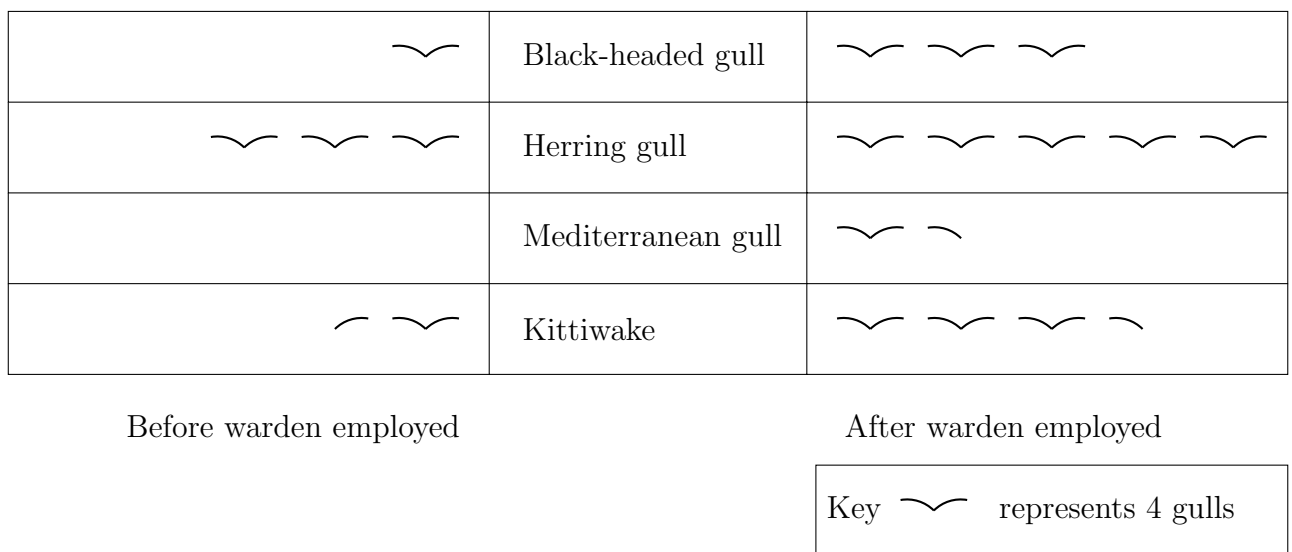 Black-headed gull
Herring gull
Mediterranean gull
Kittiwake
Before warden employed
After warden employed
Key represents 4 gulls